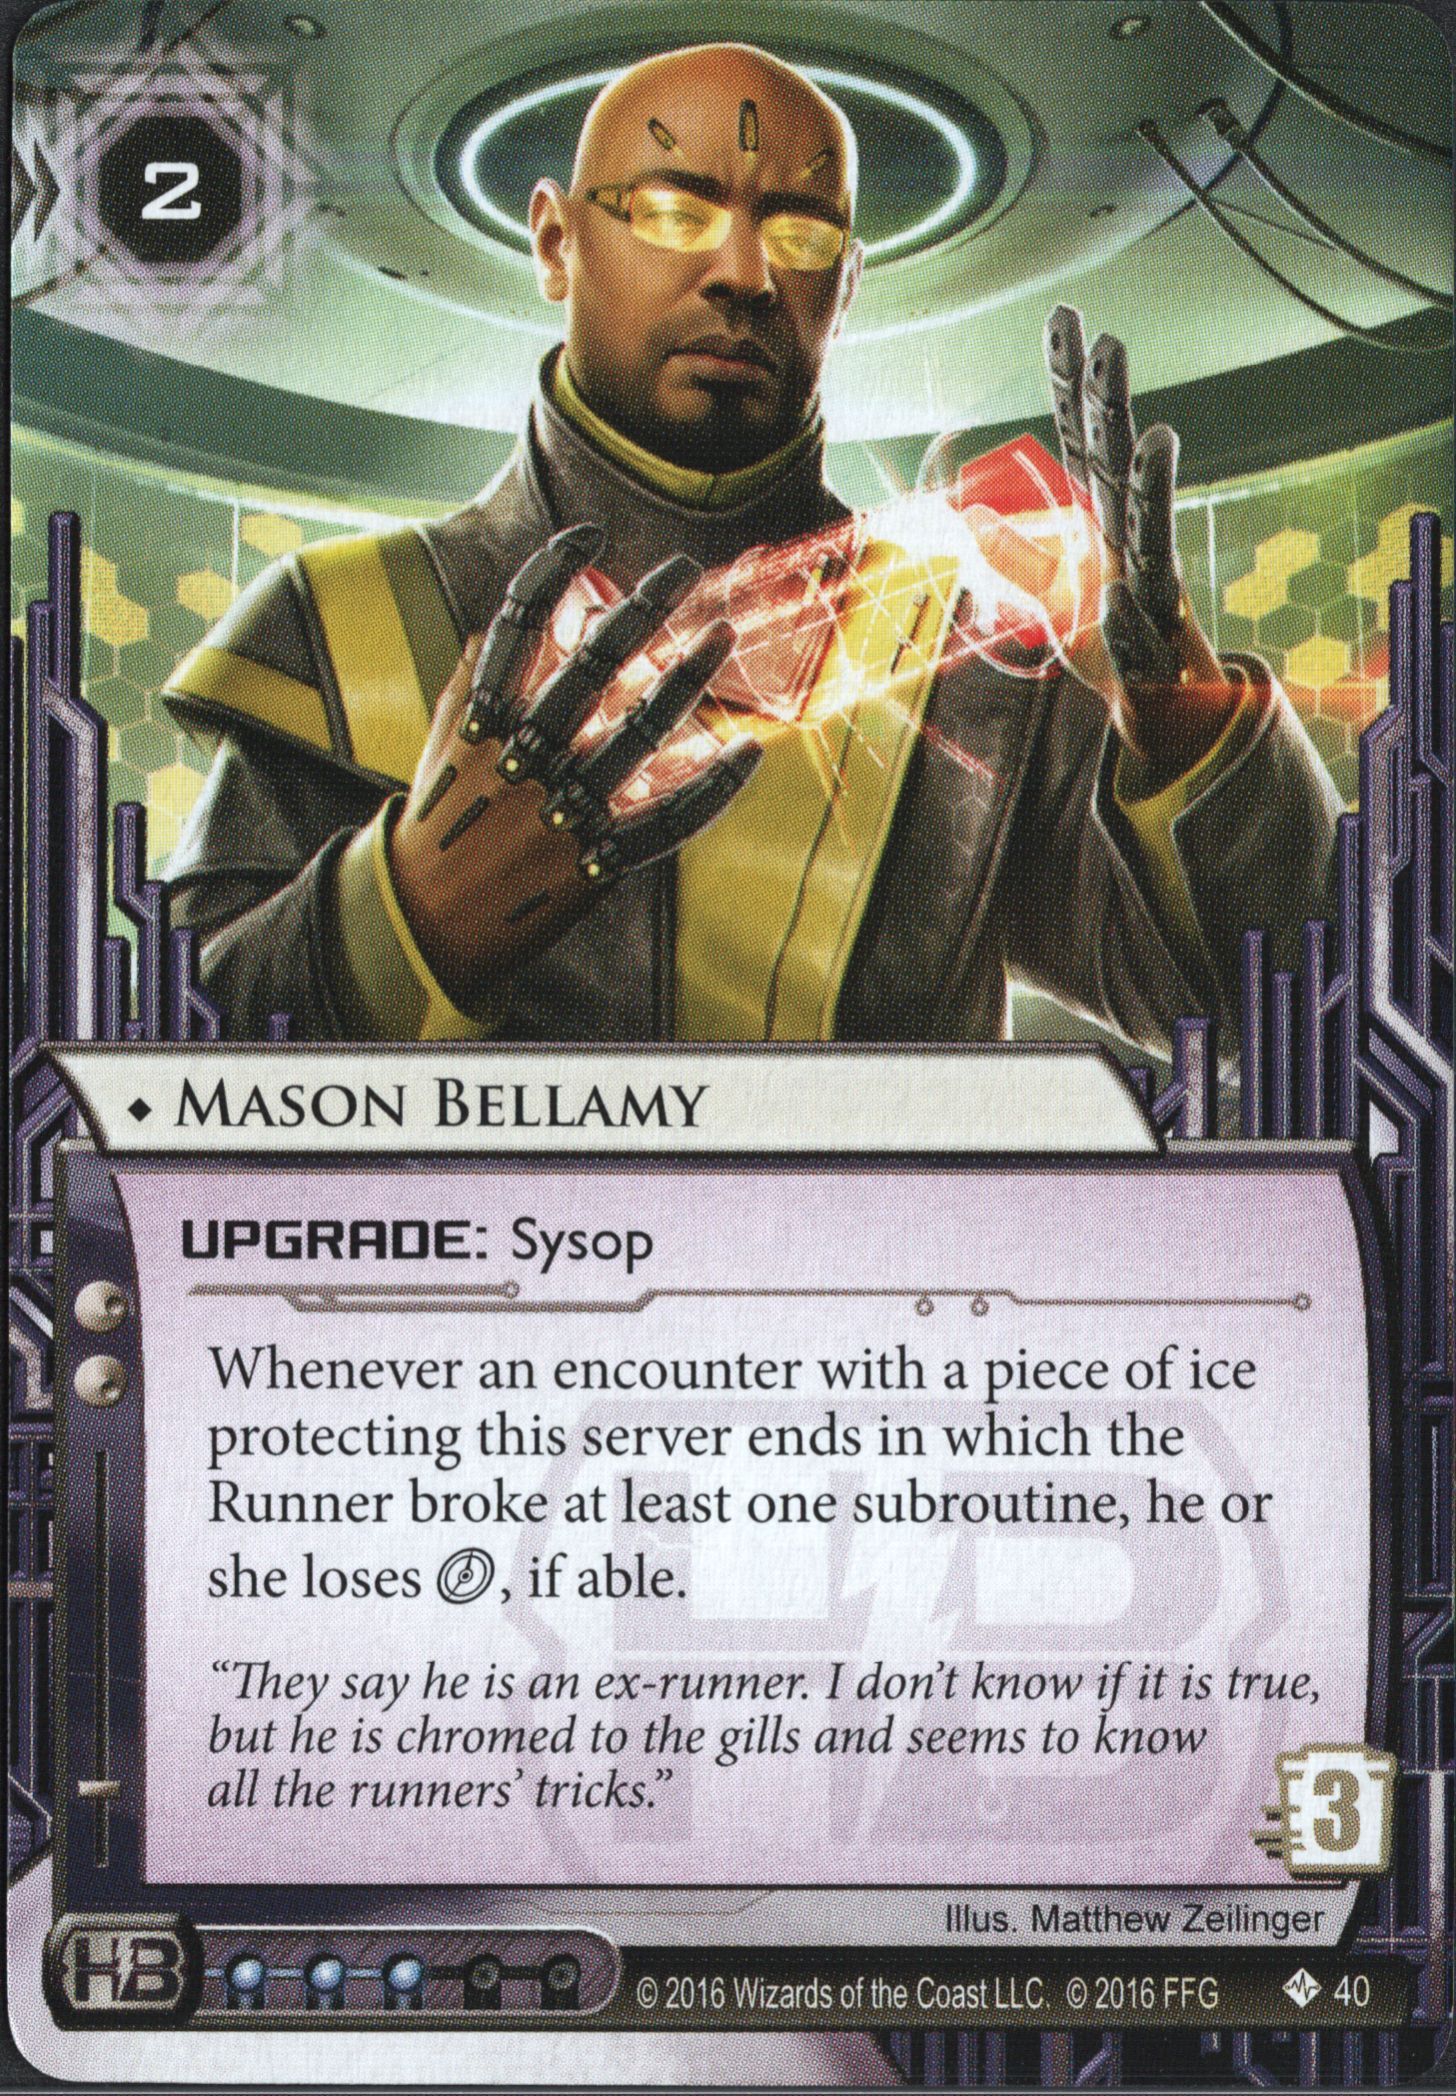 2
◆ MASON BELLAMY
UPGRADE: Sysop
Whenever an encounter with a piece of ice
protecting this server ends in which the
Runner broke at least one subroutine, he or
she loses , if able.
“They say he is an ex-runner. I don’t know if it is true,
but he is chromed to the gills and seems to know
all the runners’ tricks.”
3
Illus. Matthew Zeilinger
HB
© 2016 Wizards of the Coast LLC. © 2016 FFG 40